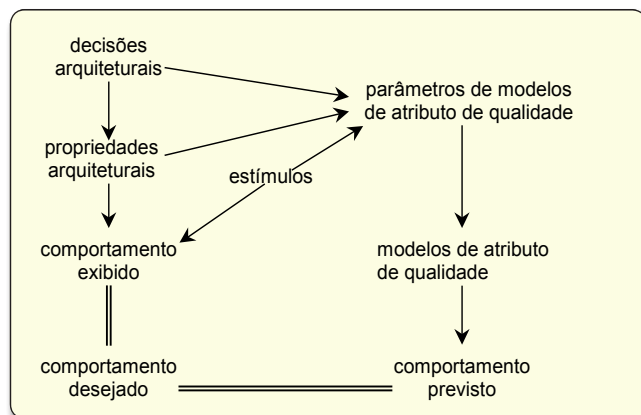 decisões
arquiteturais
parâmetros de modelos
de atributo de qualidade
propriedades
arquiteturais
estímulos
comportamento
exibido
modelos de atributo
de qualidade
comportamento
desejado
comportamento
previsto